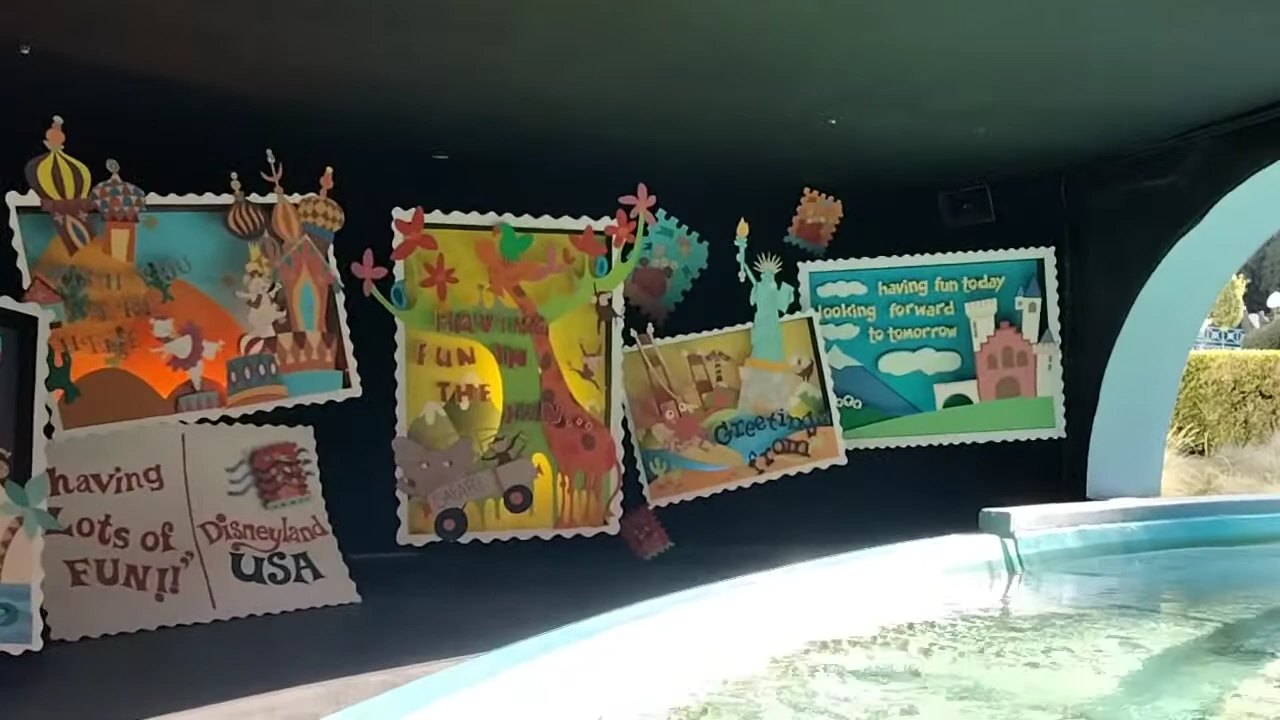 having
Lots of
FUN!!"
Disneyland
USA
HAVING
FUN IN
THE
SAFARI
Greetings
from
having fun today
looking forward
to tomorrow